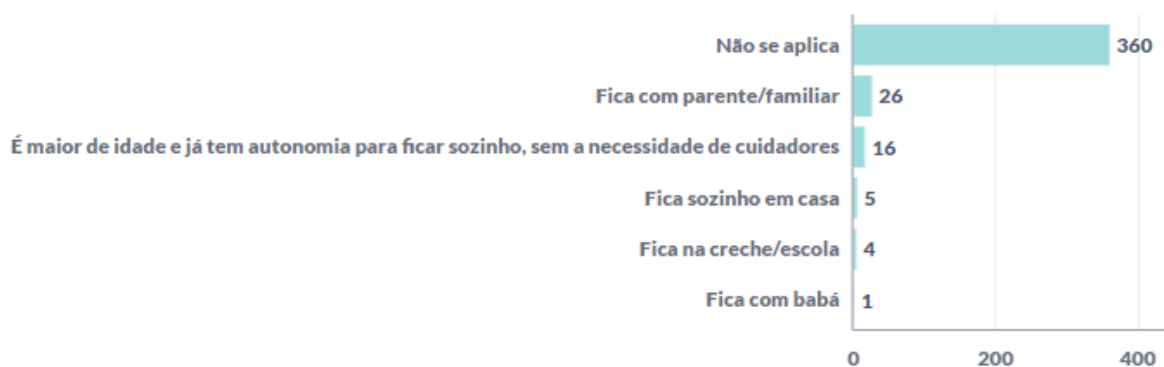 Não se aplica 360
Fica com parente/familiar 26
É maior de idade e já tem autonomia para ficar sozinho, sem a necessidade de cuidadores 16
Fica sozinho em casa 5
Fica na creche/escola 4
Fica com babá 1
0 200 400